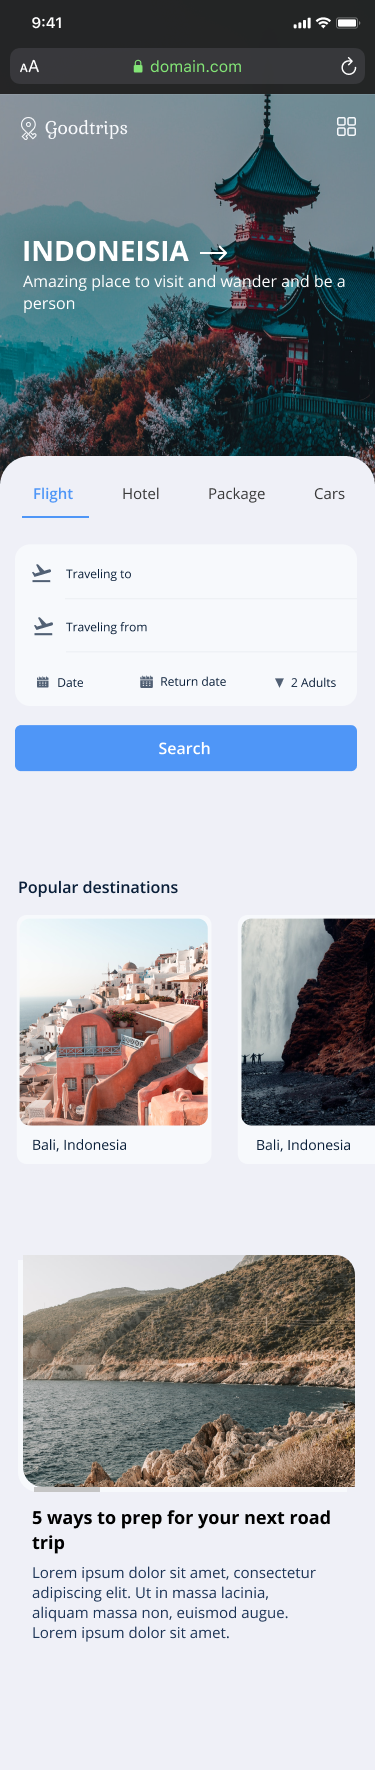 9:41
AA domain.com
Goodtrips
INDONEISIA →
Amazing place to visit and wander and be a
person
Flight Hotel Package Cars
Traveling to
Traveling from
Date Return date 2 Adults
Search
Popular destinations
Bali, Indonesia Bali, Indonesia
5 ways to prep for your next road
trip
Lorem ipsum dolor sit amet, consectetur
adipiscing elit. Ut in massa lacinia,
aliquam massa non, euismod augue.
Lorem ipsum dolor sit amet.